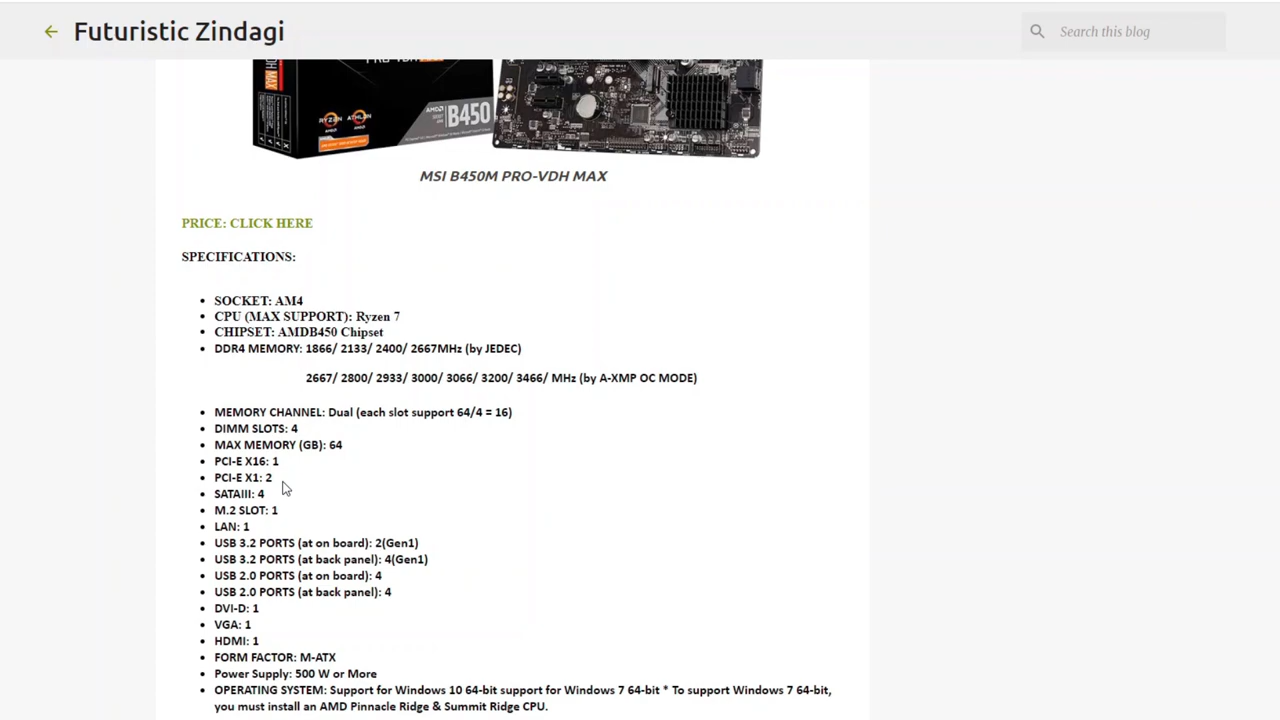 Futuristic Zindagi
Search this blog
PRO-VDH MAX
DH MAX
RYZEN
ATHLON
AMD
B450
MSI B450M PRO-VDH MAX
PRICE: CLICK HERE
SPECIFICATIONS:
SOCKET: AM4
CPU (MAX SUPPORT): Ryzen 7
CHIPSET: AMDB450 Chipset
DDR4 MEMORY: 1866/ 2133/ 2400/ 2667MHz (by JEDEC)
2667/ 2800/ 2933/ 3000/ 3066/ 3200/ 3466/ MHz (by A-XMP OC MODE)
MEMORY CHANNEL: Dual (each slot support 64/4 = 16)
DIMM SLOTS: 4
MAX MEMORY (GB): 64
PCI-E X16: 1
PCI-E X1: 2
SATAIII: 4
M.2 SLOT: 1
LAN: 1
USB 3.2 PORTS (at on board): 2(Gen1)
USB 3.2 PORTS (at back panel): 4(Gen1)
USB 2.0 PORTS (at on board): 4
USB 2.0 PORTS (at back panel): 4
DVI-D: 1
VGA: 1
HDMI: 1
FORM FACTOR: M-ATX
Power Supply: 500 W or More
OPERATING SYSTEM: Support for Windows 10 64-bit support for Windows 7 64-bit * To support Windows 7 64-bit,
you must install an AMD Pinnacle Ridge & Summit Ridge CPU.